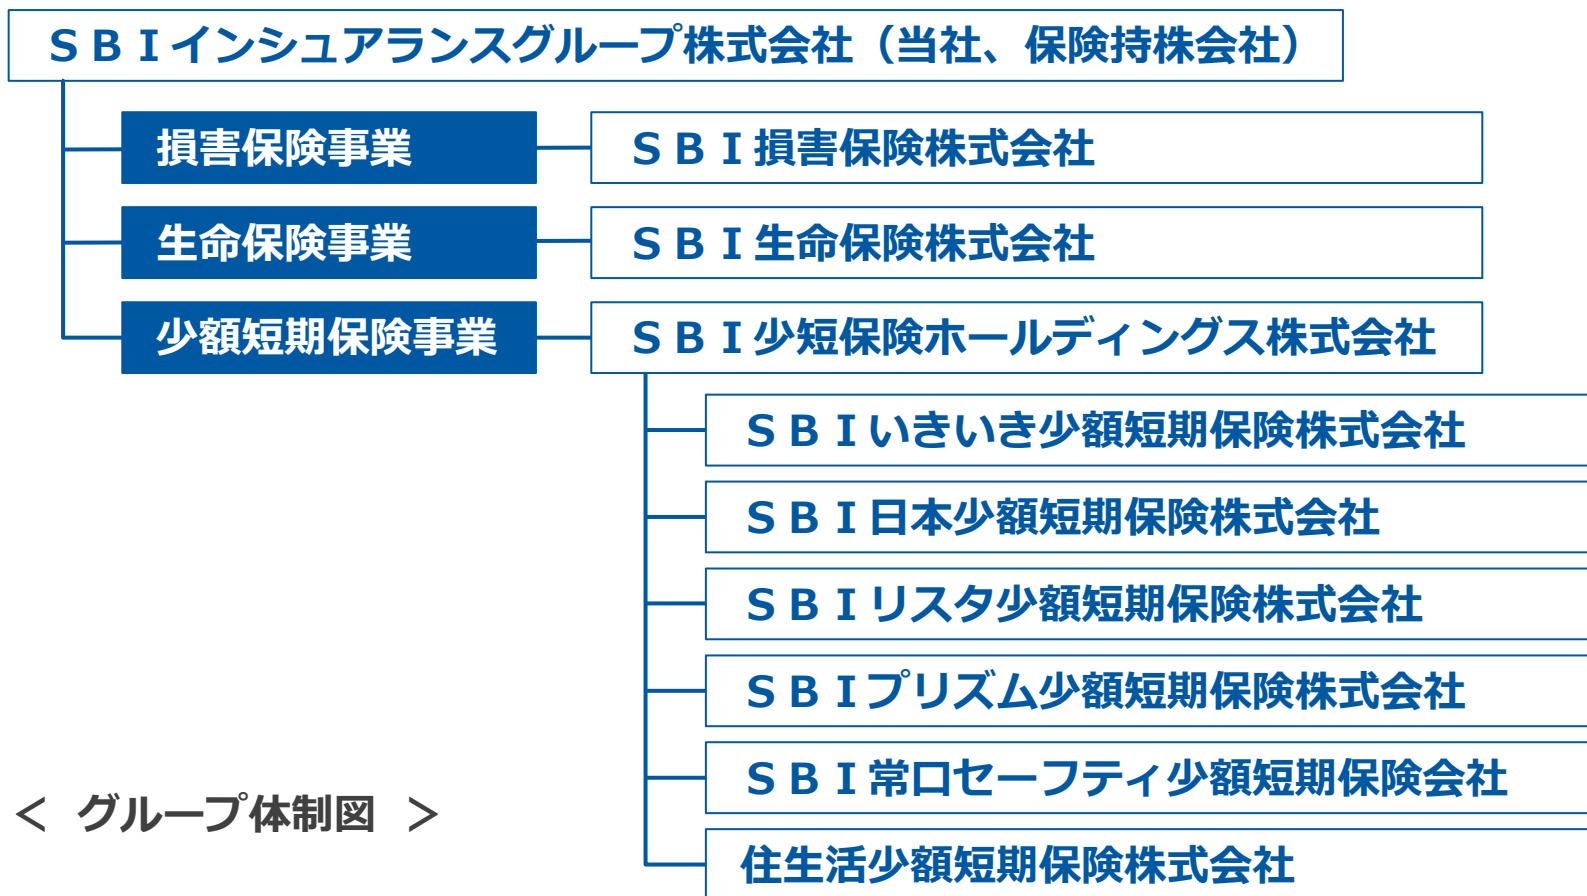 ＳＢＩインシュアランスグループ株式会社（当社、保険持株会社）
損害保険事業
ＳＢＩ損害保険株式会社
生命保険事業
ＳＢＩ生命保険株式会社
少額短期保険事業
ＳＢＩ少短保険ホールディングス株式会社
ＳＢＩいきいき少額短期保険株式会社
ＳＢＩ日本少額短期保険株式会社
ＳＢＩリスタ少額短期保険株式会社
ＳＢＩプリズム少額短期保険株式会社
ＳＢＩ常口セーフティ少額短期保険会社
住生活少額短期保険株式会社
＜ グループ体制図 ＞